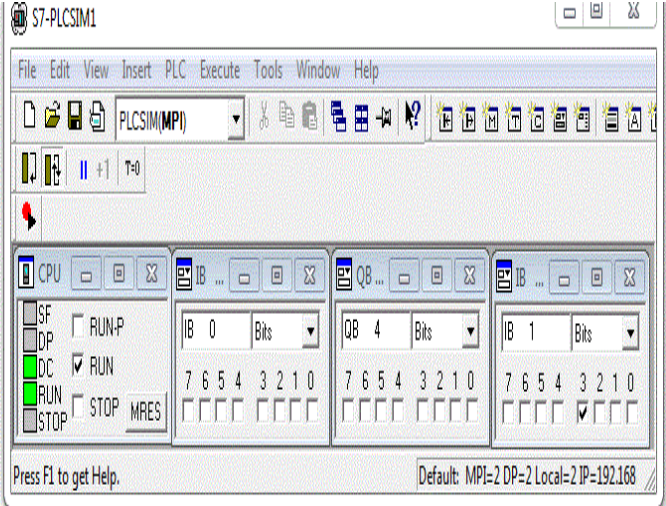 S7-PLCSIM1
File Edit View Insert PLC Execute Tools Window Help
PLCSIM(MPI)
+1 T=0
CPU
SF
DP
DC
RUN
STOP
RUN-P
RUN
STOP
MRES
IB ...
IB 0 Bits
7 6 5 4 3 2 1 0
QB ...
QB 4 Bits
7 6 5 4 3 2 1 0
IB ...
IB 1 Bits
7 6 5 4 3 2 1 0
Press F1 to get Help.
Default: MPI=2 DP=2 Local=2 IP=192.168